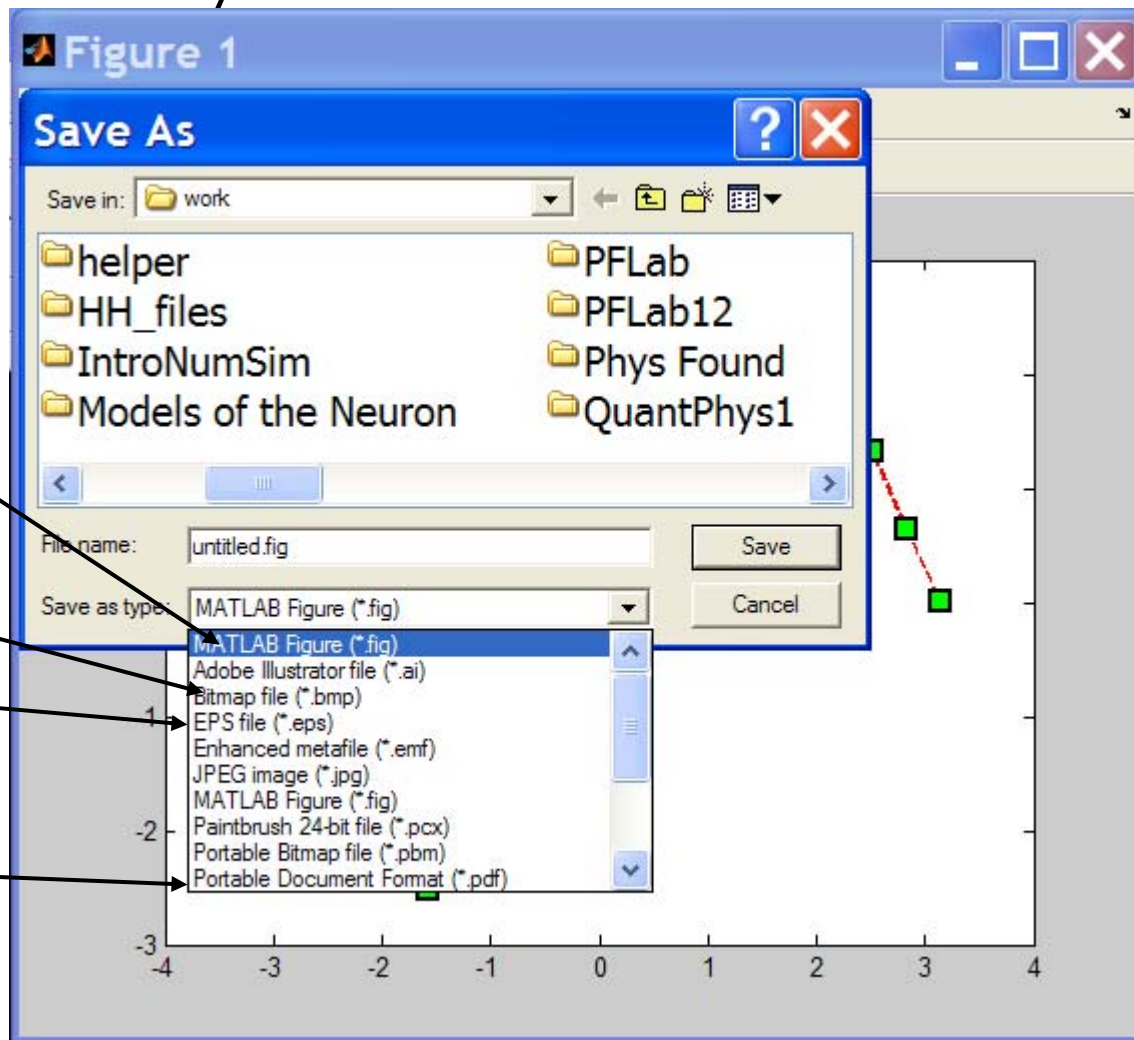 Figure 1
Save As
Save in: work
helper
HH_files
IntroNumSim
Models of the Neuron
PFLab
PFLab12
Phys Found
QuantPhys1
File name: untitled.fig
Save
Save as type: MATLAB Figure (*.fig)
Cancel
MATLAB Figure (*.fig)
Adobe Illustrator file (*.ai)
Bitmap file (*.bmp)
EPS file (*.eps)
Enhanced metafile (*.emf)
JPEG image (*.jpg)
MATLAB Figure (*.fig)
Paintbrush 24-bit file (*.pcx)
Portable Bitmap file (*.pbm)
Portable Document Format (*.pdf)
-1
-2
-3
-4 -3 -2 -1 0 1 2 3 4